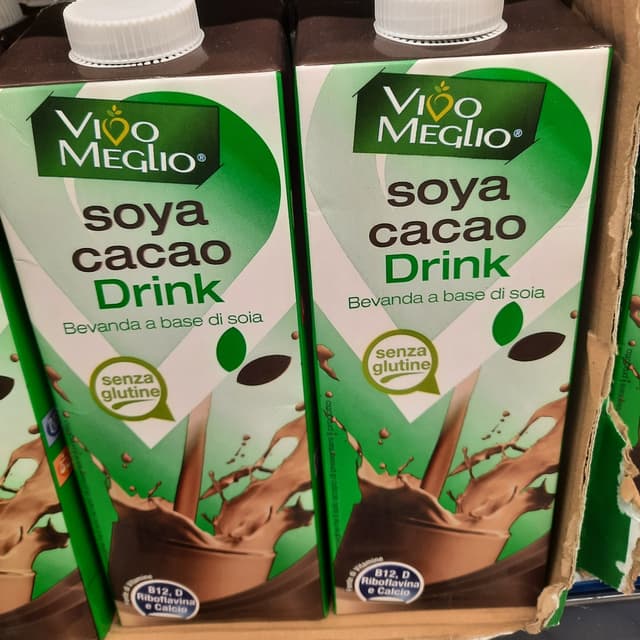 VIVO
MEGLIO®
soya
cacao
Drink
Bevanda a base di soia
senza
glutine
B12, D
Riboflavina
e Calcio
VIVO
MEGLIO®
soya
cacao
Drink
Bevanda a base di soia
senza
glutine
B12, D
Riboflavina
e Calcio